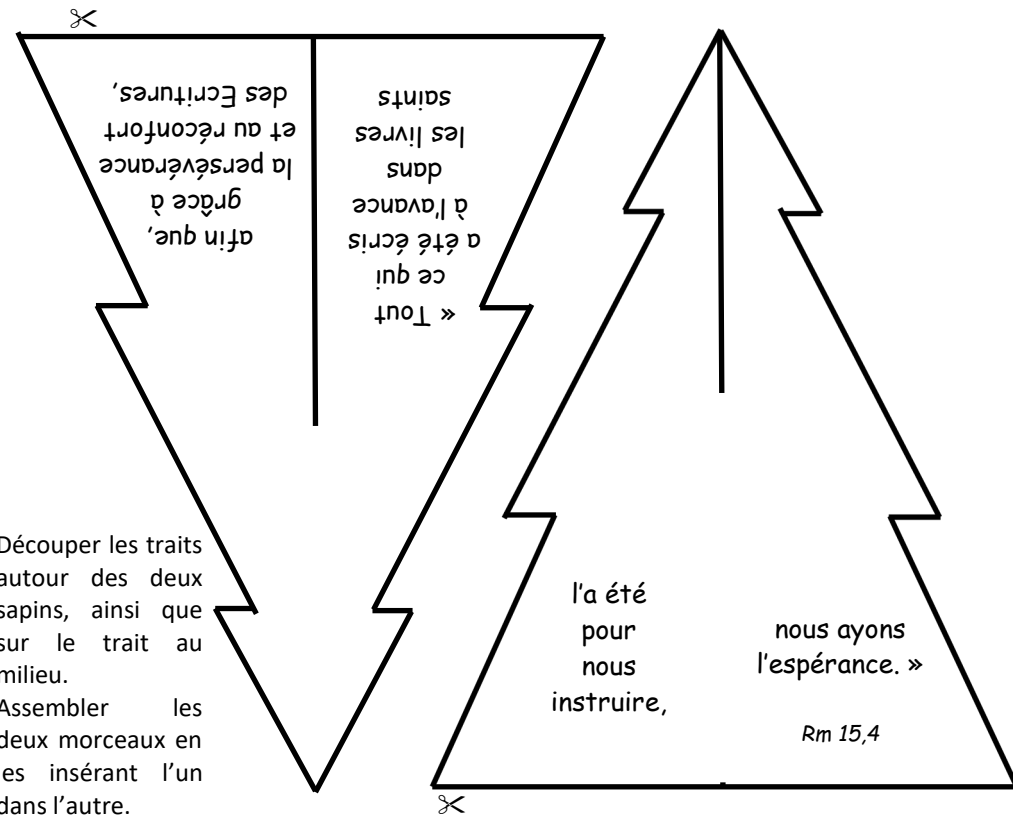 « Tout
ce qui
a été écris
à l'avance
dans
les livres
saints
afin que,
grâce à
la persévérance
et au réconfort
des Ecritures,
Découper les traits
autour des deux
sapins, ainsi que
sur le trait au
milieu.
Assembler les
deux morceaux en
les insérant l’un
dans l’autre.
l’a été
pour
nous
instruire,
nous ayons
l’espérance. »
Rm 15,4